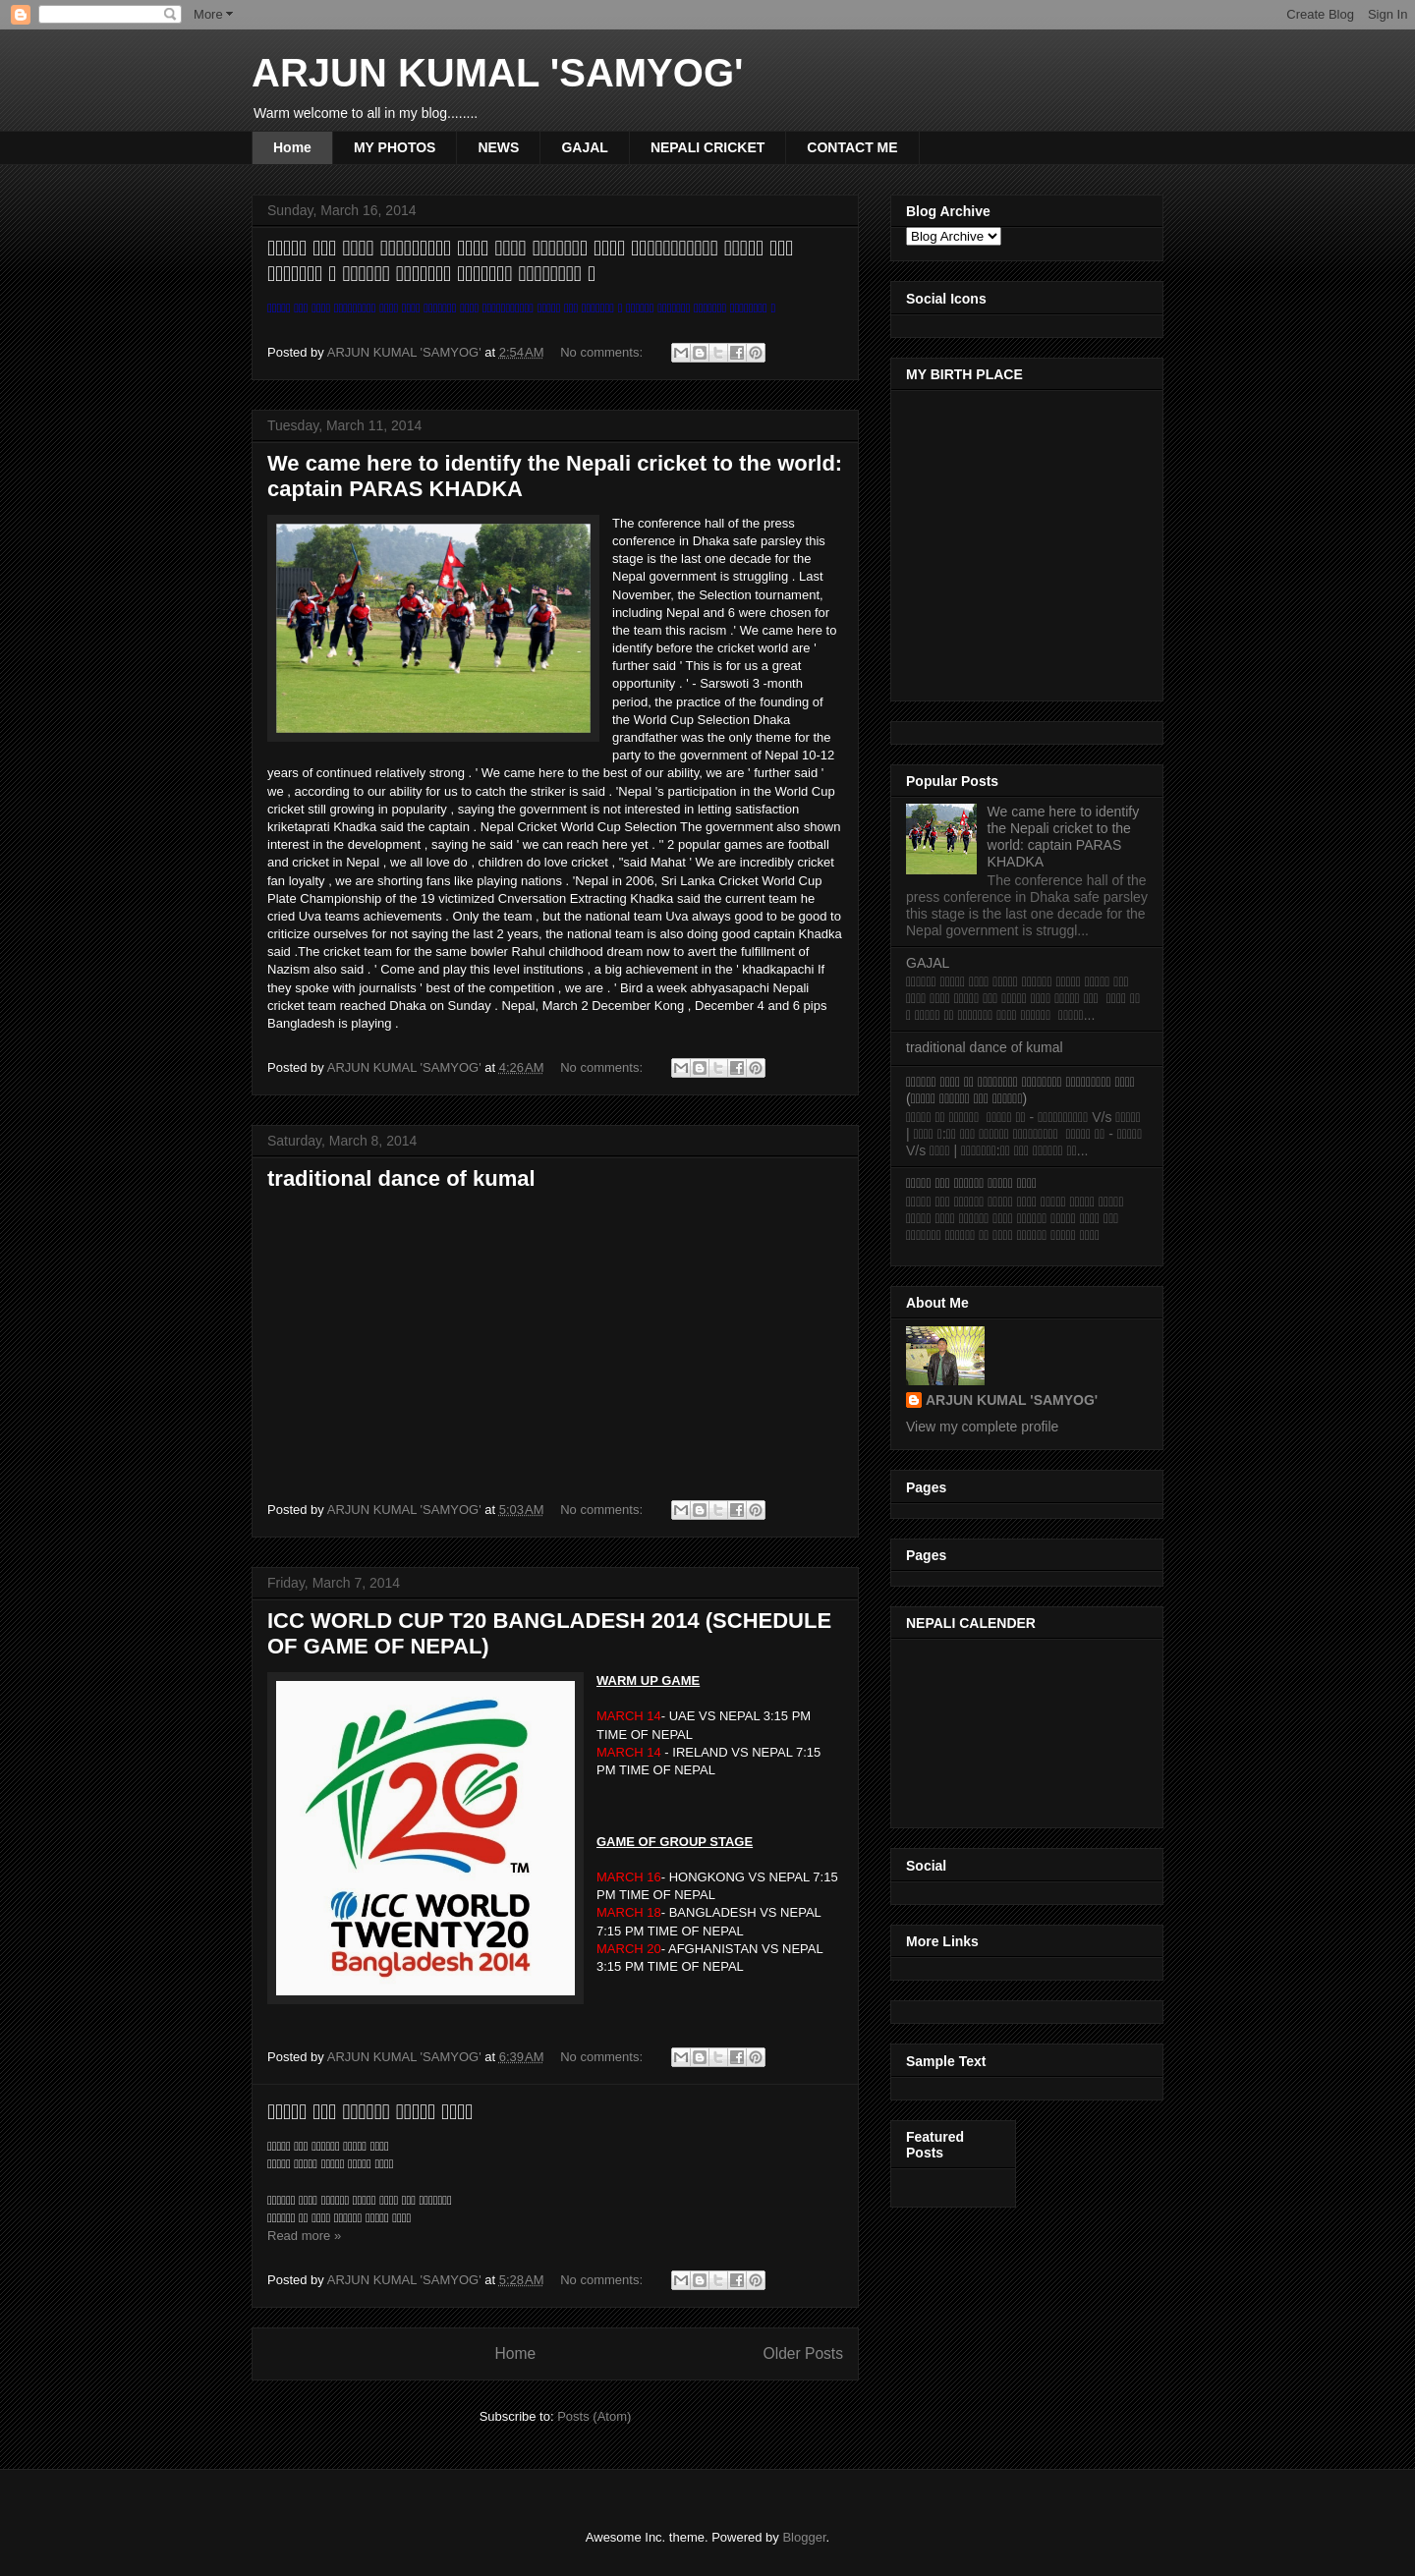 More
Create Blog Sign In
ARJUN KUMAL 'SAMYOG'
Warm welcome to all in my blog........
Home MY PHOTOS NEWS GAJAL NEPALI CRICKET CONTACT ME
Sunday, March 16, 2014
Posted by ARJUN KUMAL 'SAMYOG' at 2:54 AM No comments:
Tuesday, March 11, 2014
We came here to identify the Nepali cricket to the world:
captain PARAS KHADKA
The conference hall of the press
conference in Dhaka safe parsley this
stage is the last one decade for the
Nepal government is struggling . Last
November, the Selection tournament,
including Nepal and 6 were chosen for
the team this racism .' We came here to
identify before the cricket world are '
further said ' This is for us a great
opportunity . ' - Sarswoti 3 -month
period, the practice of the founding of
the World Cup Selection Dhaka
grandfather was the only theme for the
party to the government of Nepal 10-12
years of continued relatively strong . ' We came here to the best of our ability, we are ' further said '
we , according to our ability for us to catch the striker is said . 'Nepal 's participation in the World Cup
cricket still growing in popularity , saying the government is not interested in letting satisfaction
kriketaprati Khadka said the captain . Nepal Cricket World Cup Selection The government also shown
interest in the development , saying he said ' we can reach here yet . " 2 popular games are football
and cricket in Nepal , we all love do , children do love cricket , "said Mahat ' We are incredibly cricket
fan loyalty , we are shorting fans like playing nations . 'Nepal in 2006, Sri Lanka Cricket World Cup
Plate Championship of the 19 victimized Cnversation Extracting Khadka said the current team he
cried Uva teams achievements . Only the team , but the national team Uva always good to be good to
criticize ourselves for not saying the last 2 years, the national team is also doing good captain Khadka
said .The cricket team for the same bowler Rahul childhood dream now to avert the fulfillment of
Nazism also said . ' Come and play this level institutions , a big achievement in the ' khadkapachi If
they spoke with journalists ' best of the competition , we are . ' Bird a week abhyasapachi Nepali
cricket team reached Dhaka on Sunday . Nepal, March 2 December Kong , December 4 and 6 pips
Bangladesh is playing .
Posted by ARJUN KUMAL 'SAMYOG' at 4:26 AM No comments:
Saturday, March 8, 2014
traditional dance of kumal
Posted by ARJUN KUMAL 'SAMYOG' at 5:03 AM No comments:
Friday, March 7, 2014
ICC WORLD CUP T20 BANGLADESH 2014 (SCHEDULE
OF GAME OF NEPAL)
T20
TM
ICC WORLD
TWENTY20
Bangladesh 2014
WARM UP GAME
MARCH 14- UAE VS NEPAL 3:15 PM
TIME OF NEPAL
MARCH 14 - IRELAND VS NEPAL 7:15
PM TIME OF NEPAL
GAME OF GROUP STAGE
MARCH 16- HONGKONG VS NEPAL 7:15
PM TIME OF NEPAL
MARCH 18- BANGLADESH VS NEPAL
7:15 PM TIME OF NEPAL
MARCH 20- AFGHANISTAN VS NEPAL
3:15 PM TIME OF NEPAL
Posted by ARJUN KUMAL 'SAMYOG' at 6:39 AM No comments:
Read more »
Posted by ARJUN KUMAL 'SAMYOG' at 5:28 AM No comments:
Home Older Posts
Subscribe to: Posts (Atom)
Blog Archive
Blog Archive
Social Icons
MY BIRTH PLACE
Popular Posts
We came here to identify
the Nepali cricket to the
world: captain PARAS
KHADKA
The conference hall of the
press conference in Dhaka safe parsley
this stage is the last one decade for the
Nepal government is struggl...
GAJAL
traditional dance of kumal
V/s
V/s
About Me
ARJUN KUMAL 'SAMYOG'
View my complete profile
Pages
Pages
NEPALI CALENDER
Social
More Links
Sample Text
Featured
Posts
Awesome Inc. theme. Powered by Blogger.